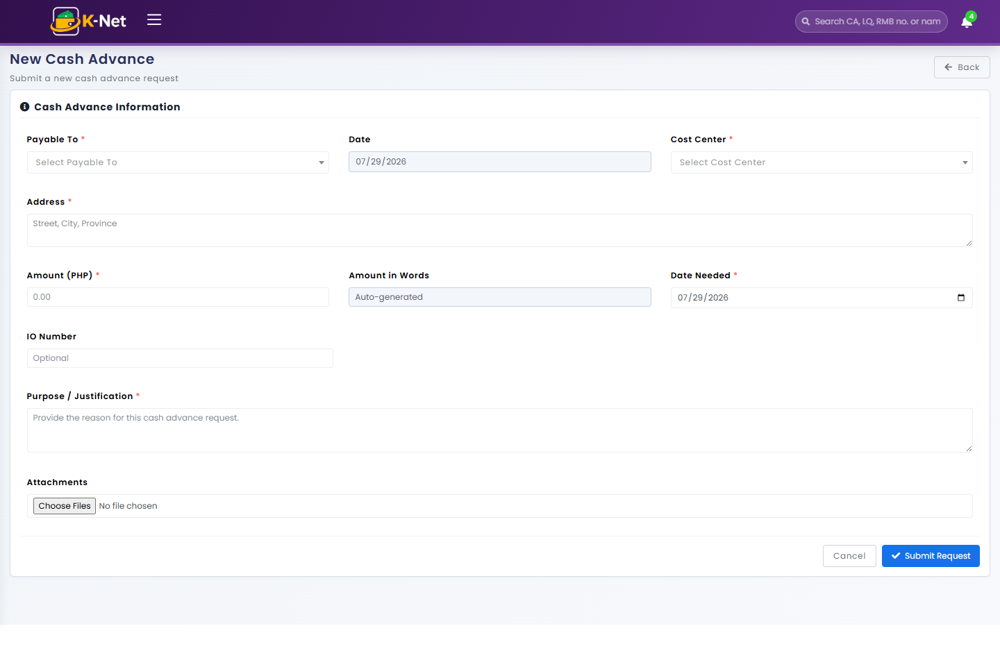 K-Net
Search CA, LQ, RMB no. or nam
4
New Cash Advance
Submit a new cash advance request
Back
Cash Advance Information
Payable To *
Date
Cost Center *
Select Payable To
07/29/2026
Select Cost Center
Address *
Street, City, Province
Amount (PHP) *
Amount in Words
Date Needed *
0.00
Auto-generated
07/29/2026
IO Number
Optional
Purpose / Justification *
Provide the reason for this cash advance request.
Attachments
Choose Files No file chosen
Cancel
Submit Request